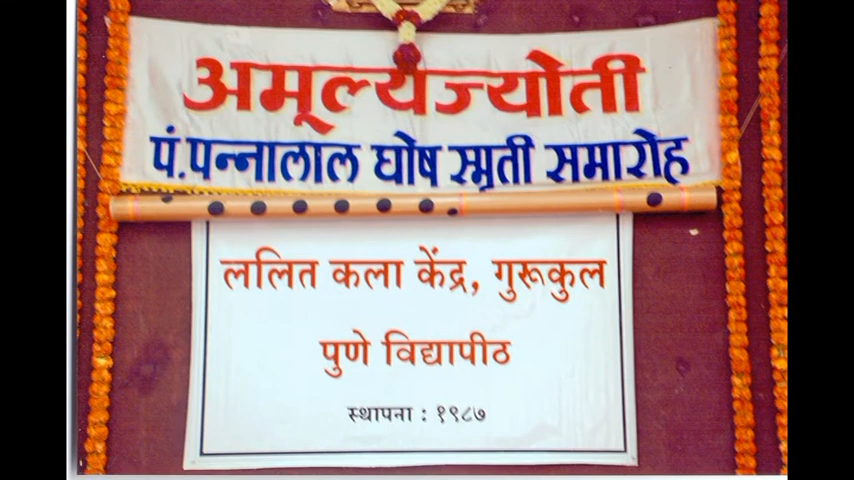 अमूल्यज्योती
पं.पन्नालाल घोष स्मृती समारोह
ललित कला केंद्र, गुरूकुल
पुणे विद्यापीठ
स्थापना : १९८७